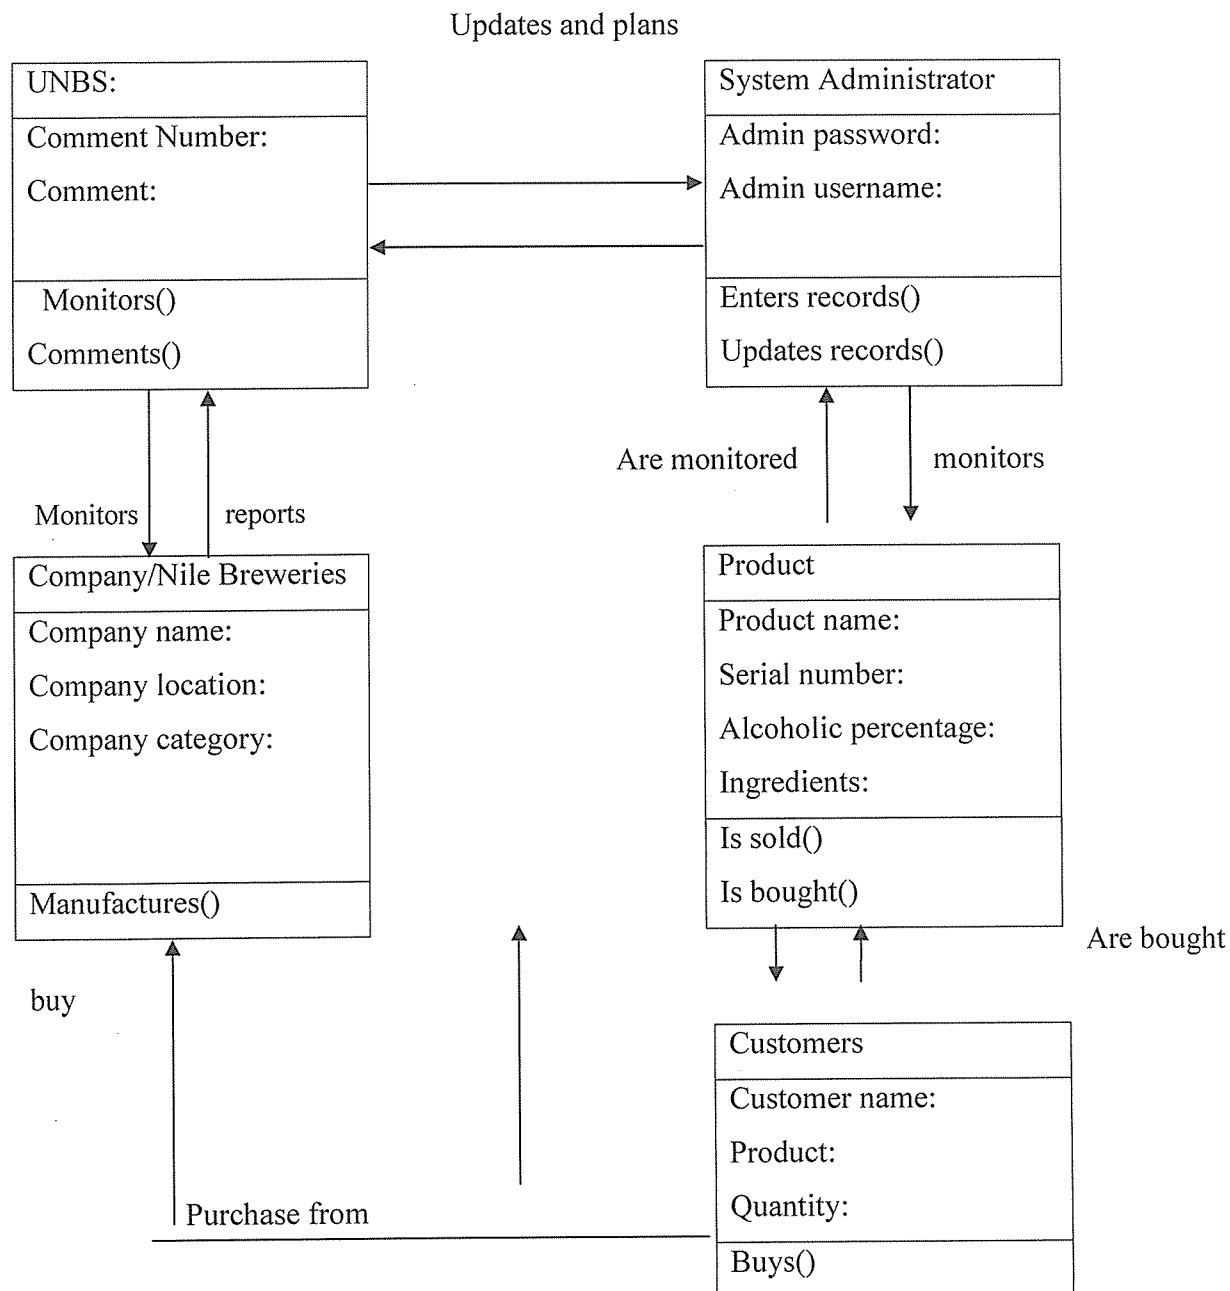 Updates and plans
UNBS:
Comment Number:
Comment:
Monitors()
Comments()
System Administrator
Admin password:
Admin username:
Enters records()
Updates records()
Are monitored
monitors
Monitors
reports
Company/Nile Breweries
Company name:
Company location:
Company category:
Manufactures()
Product
Product name:
Serial number:
Alcoholic percentage:
Ingredients:
Is sold()
Is bought()
Are bought
buy
Customers
Customer name:
Product:
Quantity:
Buys()
Purchase from